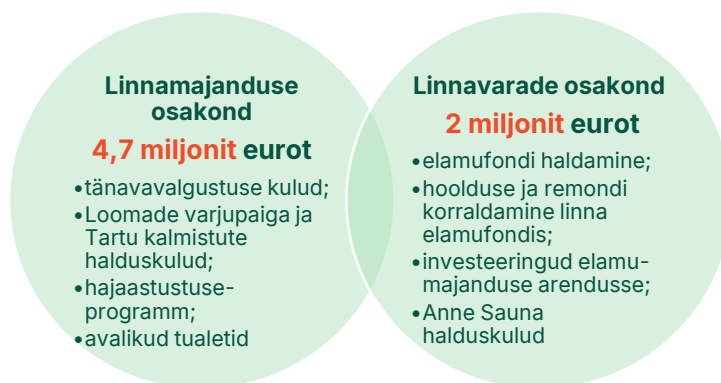 Linnamajanduse
osakond
4,7 miljonit eurot
•tänavavalgustuse kulud;
•Loomade varjupaiga ja
Tartu kalmistute
halduskulud;
•hajaastustuse-
programm;
•avalikud tualetid
Linnavarade osakond
2 miljonit eurot
•elamufondi haldamine;
•hoolduse ja remondi
korraldamine linna
elamufondis;
•investeeringud elamu-
majanduse arendusse;
•Anne Sauna
halduskulud